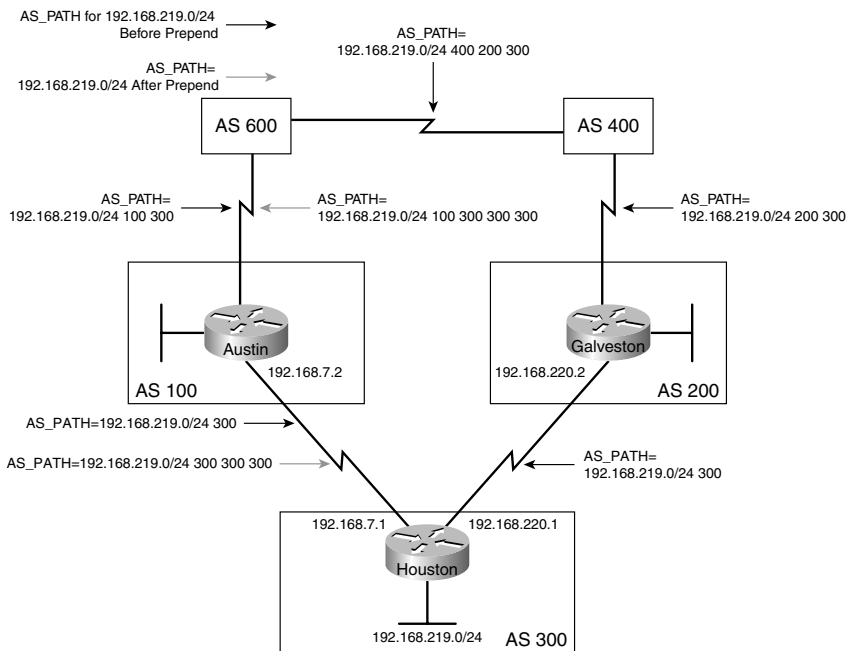 AS_PATH for 192.168.219.0/24
Before Prepend
AS_PATH=
192.168.219.0/24 400 200 300
AS_PATH=
192.168.219.0/24 After Prepend
AS 600
AS 400
AS_PATH=
192.168.219.0/24 100 300
AS_PATH=
192.168.219.0/24 100 300 300 300
AS_PATH=
192.168.219.0/24 200 300
Austin
192.168.7.2
AS 100
Galveston
192.168.220.2
AS 200
AS_PATH=192.168.219.0/24 300
AS_PATH=192.168.219.0/24 300 300 300
AS_PATH=
192.168.219.0/24 300
192.168.7.1
192.168.220.1
Houston
192.168.219.0/24
AS 300